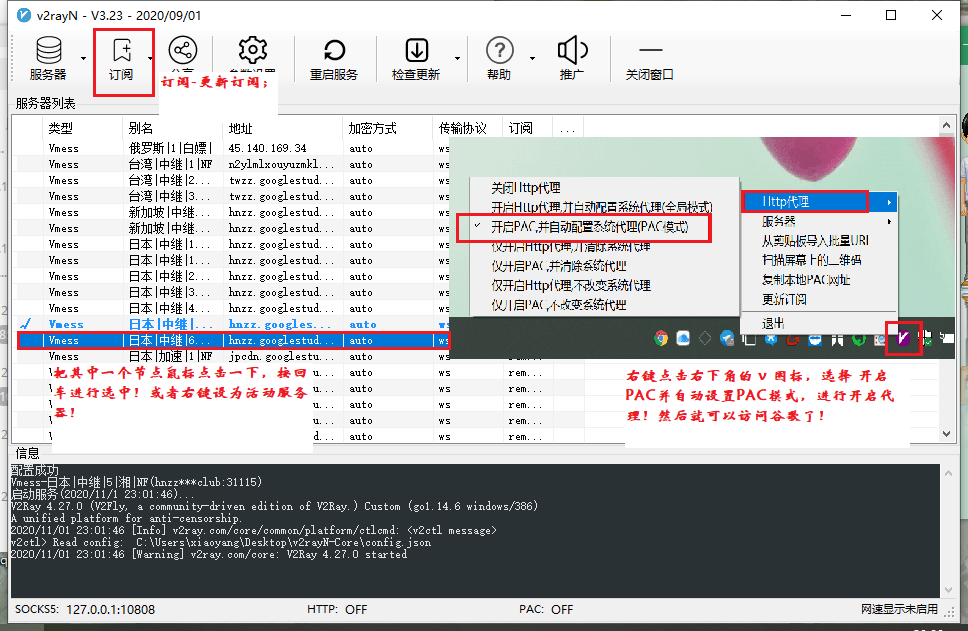 v2rayN - V3.23 - 2020/09/01
服务器
订阅
重启服务
检查更新
帮助
推广
关闭窗口
订阅-更新订阅;
服务器列表
类型 别名 地址 加密方式 传输协议 订阅 ...
Vmess 俄罗斯|1|白嫖| 45.140.169.34 auto ws
Vmess 台湾|中继|1|NF n2ylmlxouyuzmkl... auto ws
Vmess 台湾|中继|2... twzz.googlestud... auto ws
Vmess 台湾|中继|3... twzz.googlestud... auto ws
Vmess 新加坡|中继... hnzz.googlestud... auto ws
Vmess 新加坡|中继... hnzz.googlestud... auto ws
Vmess 日本|中继|1... hnzz.googlestud... auto ws
Vmess 日本|中继|1... hnzz.googlestud... auto ws
Vmess 日本|中继|2... hnzz.googlestud... auto ws
Vmess 日本|中继|3... hnzz.googlestud... auto ws
Vmess 日本|中继|4... hnzz.googlestud... auto ws
Vmess 日本|中继|... hnzz.googles... auto ws
Vmess 日本|中继|6... hnzz.googlestud... auto ws
Vmess 日本|加速|1|NF jpcdn.googlestu... auto ws
auto ws rem...
auto ws rem...
auto ws rem...
auto ws rem...
auto ws rem...
关闭Http代理
开启Http代理,并自动配置系统代理(全局模式)
开启PAC,并自动配置系统代理(PAC模式)
仅开启Http代理,并清除系统代理
仅开启PAC,并清除系统代理
仅开启Http代理,不改变系统代理
仅开启PAC,不改变系统代理
Http代理
服务器
从剪贴板导入批量URL
扫描屏幕上的二维码
复制本地PAC网址
更新订阅
退出
把其中一个节点鼠标点击一下,按回
车进行选中!或者右键设为活动服务
器!
右键点击右下角的 V 图标,选择 开启
PAC并自动设置PAC模式,进行开启代
理!然后就可以访问谷歌了!
信息
配置成功
Vmess-日本|中继|5|湘|NF(hnzz***club:31115)
启动服务(2020/11/1 23:01:46)...
V2Ray 4.27.0 (V2Fly, a community-driven edition of V2Ray.) Custom (go1.14.6 windows/386)
A unified platform for anti-censorship.
2020/11/01 23:01:46 [Info] v2ray.com/core/common/platform/ctlcmd: <v2ctl message>
v2ctl> Read config: C:\Users\xiaoyang\Desktop\v2rayN-Core\config.json
2020/11/01 23:01:46 [Warning] v2ray.com/core: V2Ray 4.27.0 started
SOCKS5: 127.0.0.1:10808 HTTP: OFF PAC: OFF 网速显示未启用